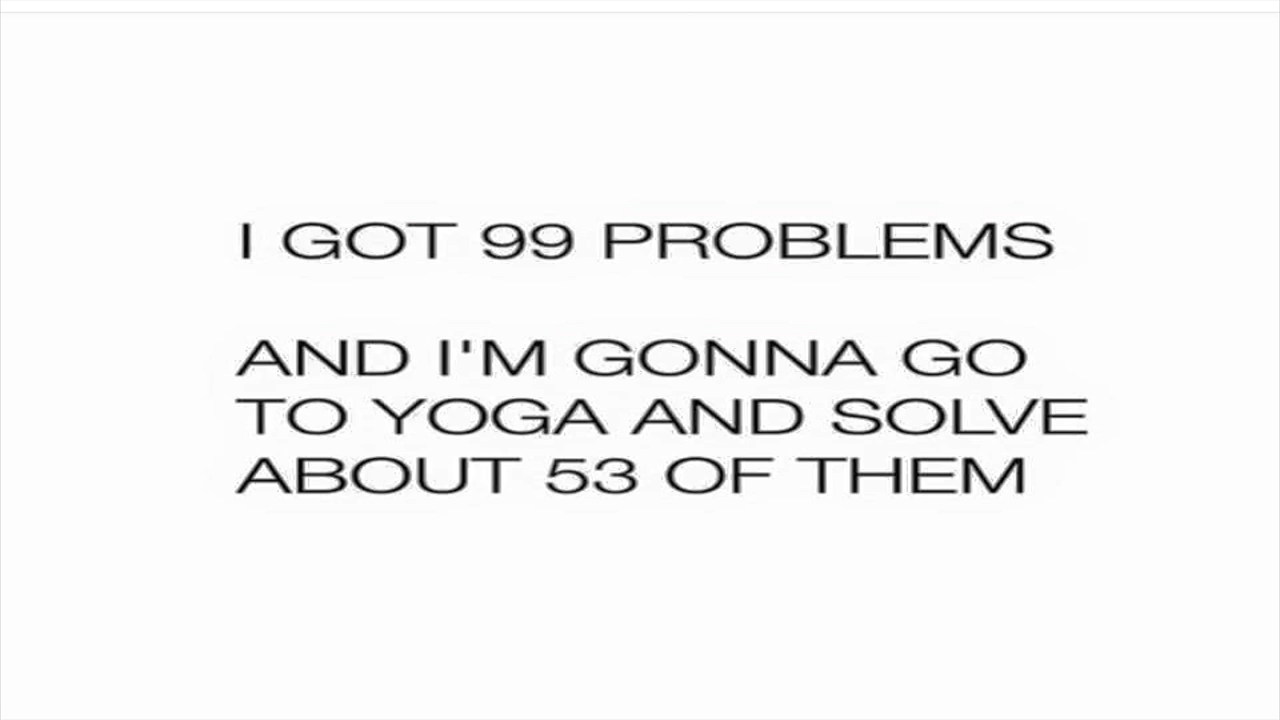 I GOT 99 PROBLEMS
AND I'M GONNA GO
TO YOGA AND SOLVE
ABOUT 53 OF THEM